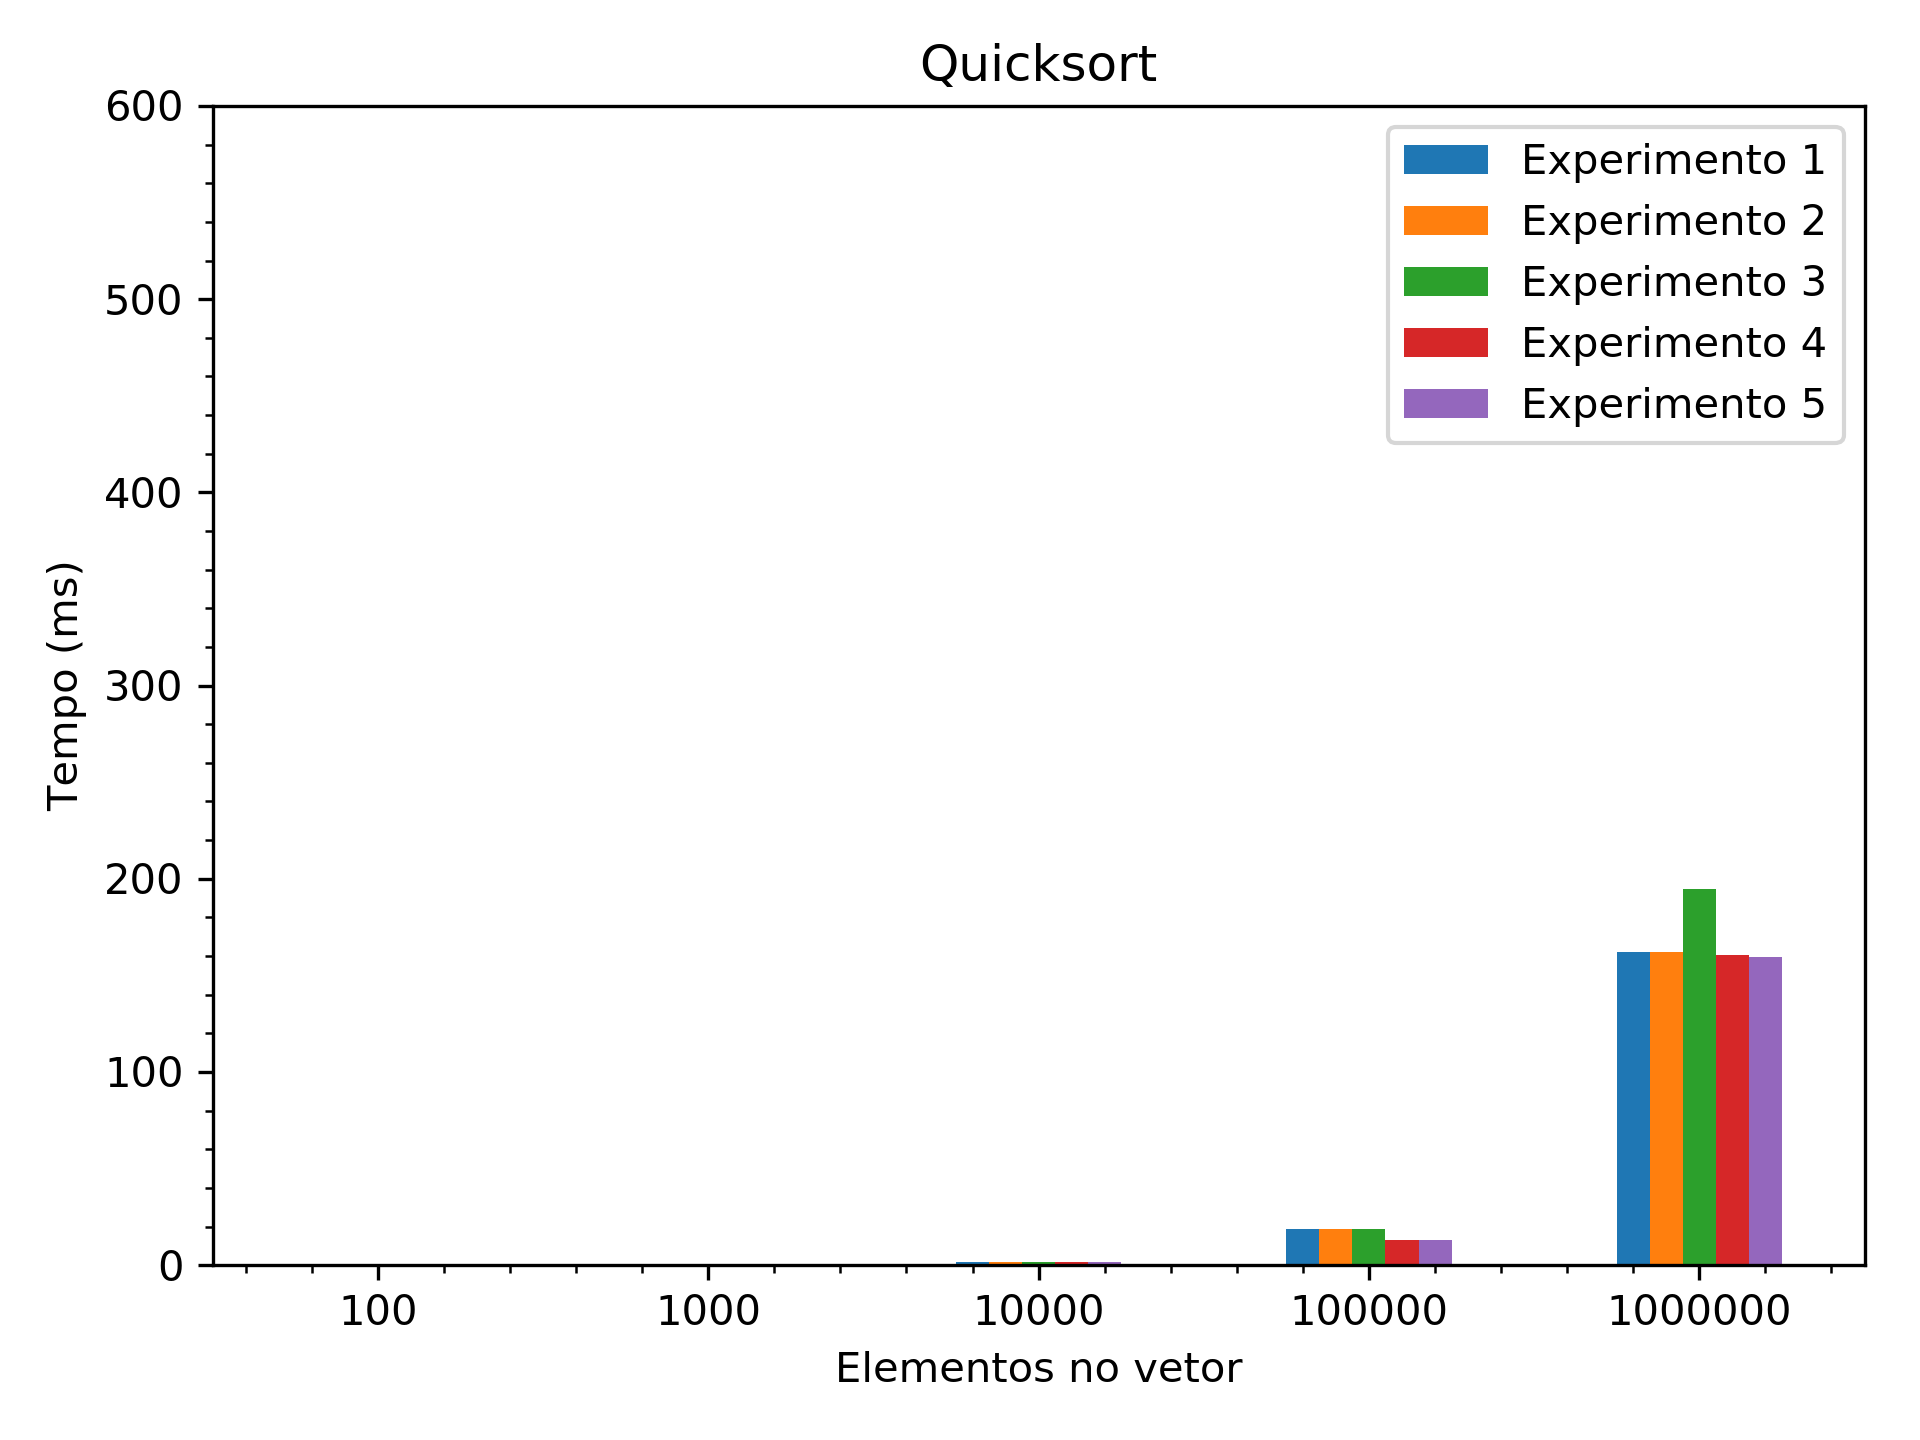 Quicksort
600
500
400
300
200
100
0
Tempo (ms)
Experimento 1
Experimento 2
Experimento 3
Experimento 4
Experimento 5
100 1000 10000 100000 1000000
Elementos no vetor